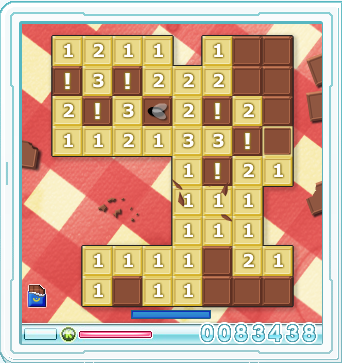 1 2 1 1 1
! 3 ! 2 2 2
2 ! 3 2 ! 2
1 1 2 1 3 3 !
1 ! 2 1
1 1 1
1 1 1
1 1 1 1 2 1
1 1 1
0083438